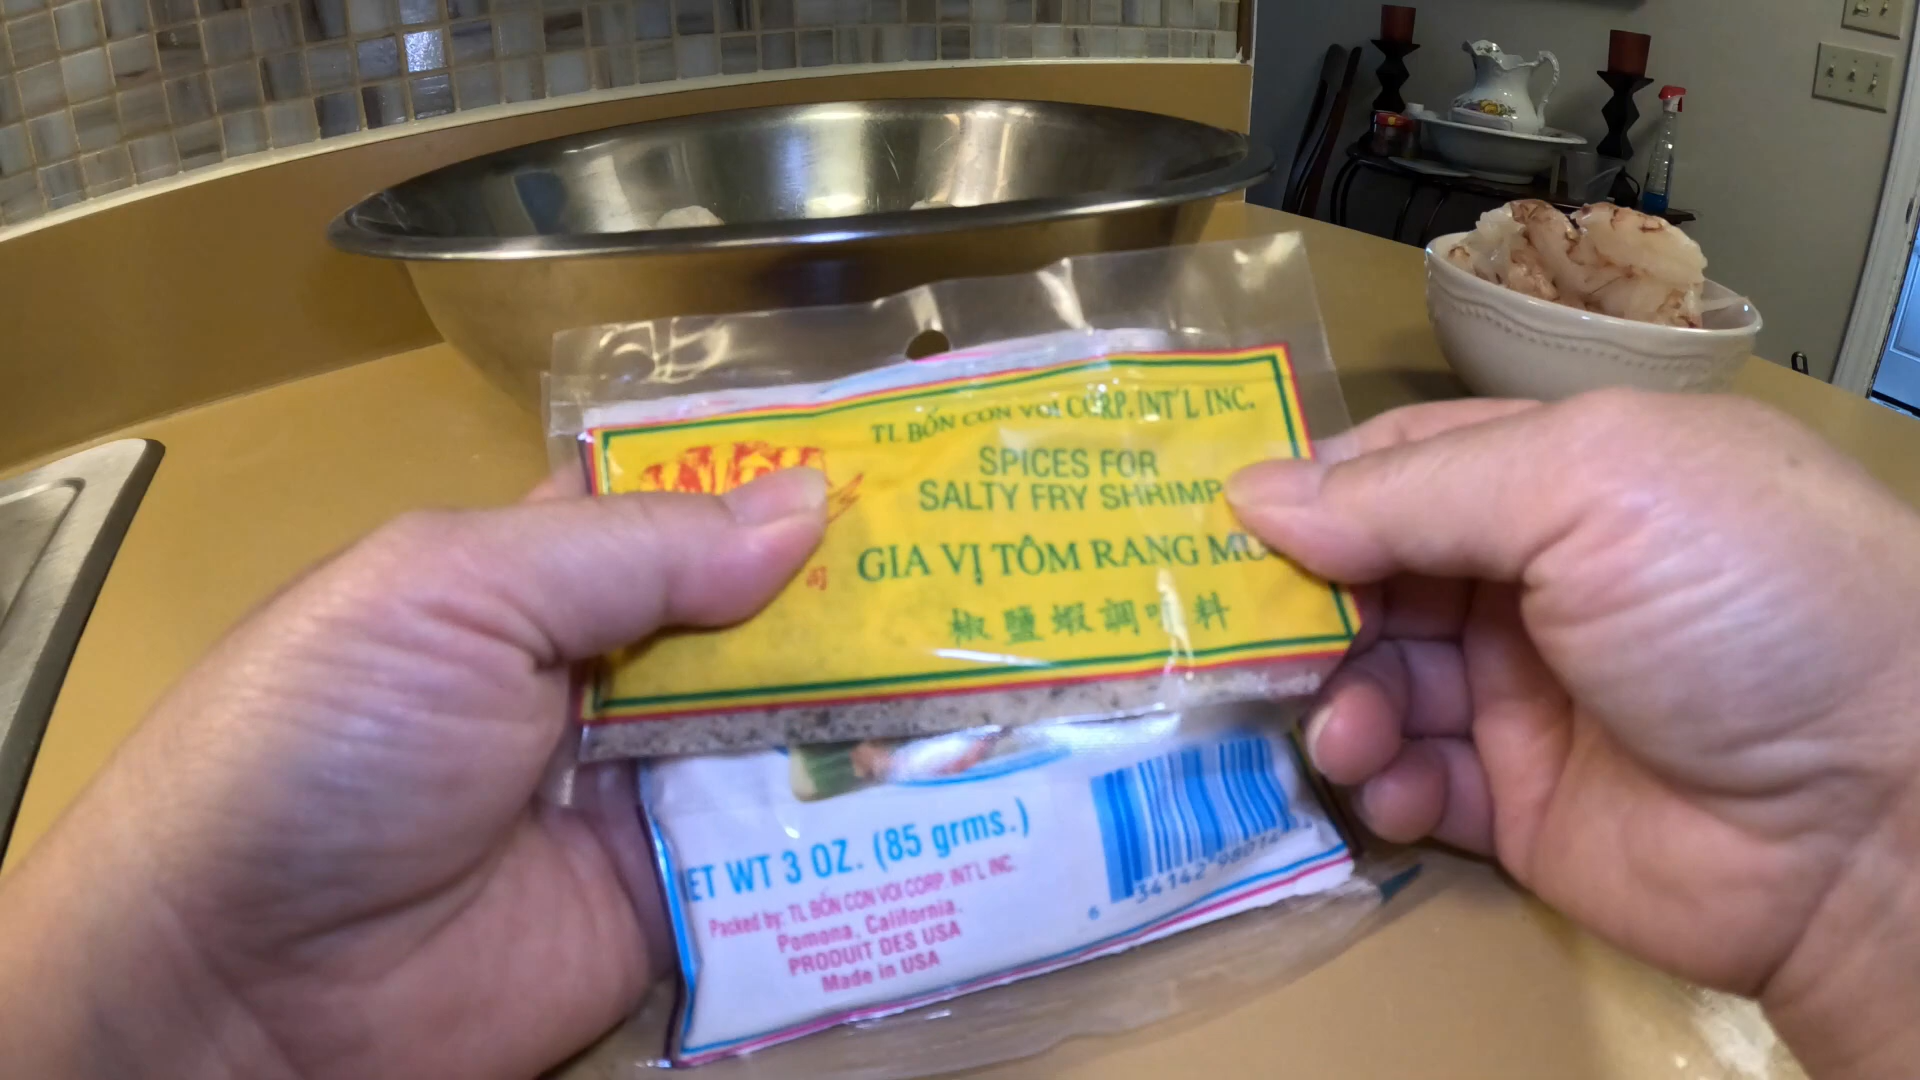 TL BỐN CON VOI CORP. INT'L INC.
SPICES FOR
SALTY FRY SHRIMP
GIA VỊ TÔM RANG
椒鹽蝦調味料
ET WT 3 OZ. (85 grms.)
Packed by: TL BỐN CON VOI CORP. INT'L INC.
Pomona, California.
PRODUIT DES USA
Made in USA
6 34142